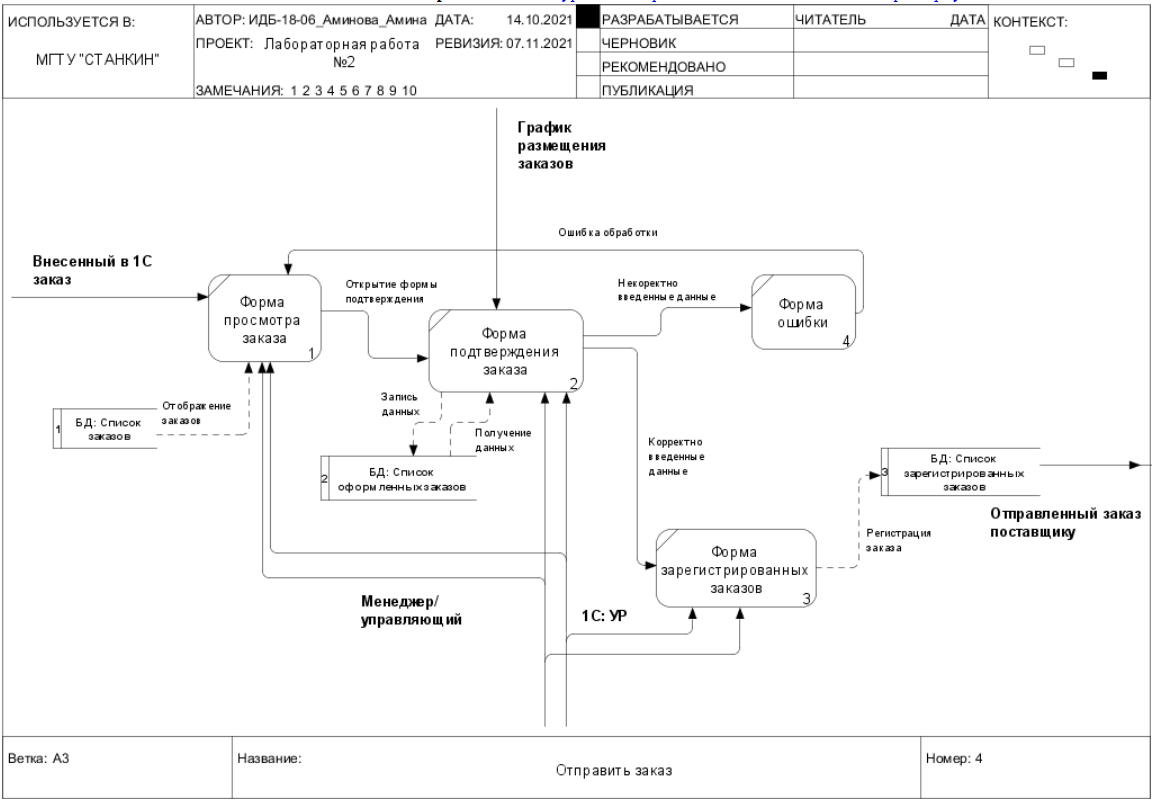 ИСПОЛЬЗУЕТСЯ В:
МГТУ "СТАНКИН"
АВТОР: ИДБ-18-06_Аминова_Амина ДАТА: 14.10.2021
ПРОЕКТ: Лабораторная работа
№2
РЕВИЗИЯ: 07.11.2021
ЗАМЕЧАНИЯ: 1 2 3 4 5 6 7 8 9 10
РАЗРАБАТЫВАЕТСЯ
ЧЕРНОВИК
РЕКОМЕНДОВАНО
ПУБЛИКАЦИЯ
ЧИТАТЕЛЬ ДАТА
КОНТЕКСТ:
График
размещения
заказов
Ошибка обработки
Внесенный в 1С
заказ
Форма
просмотра
заказа
1
Открытие формы
подтверждения
Форма
подтверждения
заказа
2
Некоректно
введенные данные
Форма
ошибки
4
1
БД: Список
заказов
Отображение
заказов
Запись
данных
Получение
данных
2
БД: Список
оформленных заказов
Корректно
введенные
данные
3
БД: Список
зарегистрированных
заказов
Отправленный заказ
поставщику
Регистрация
заказа
Форма
зарегистрированных
заказов
3
Менеджер/
управляющий
1С: УР
Ветка: А3
Название:
Отправить заказ
Номер: 4